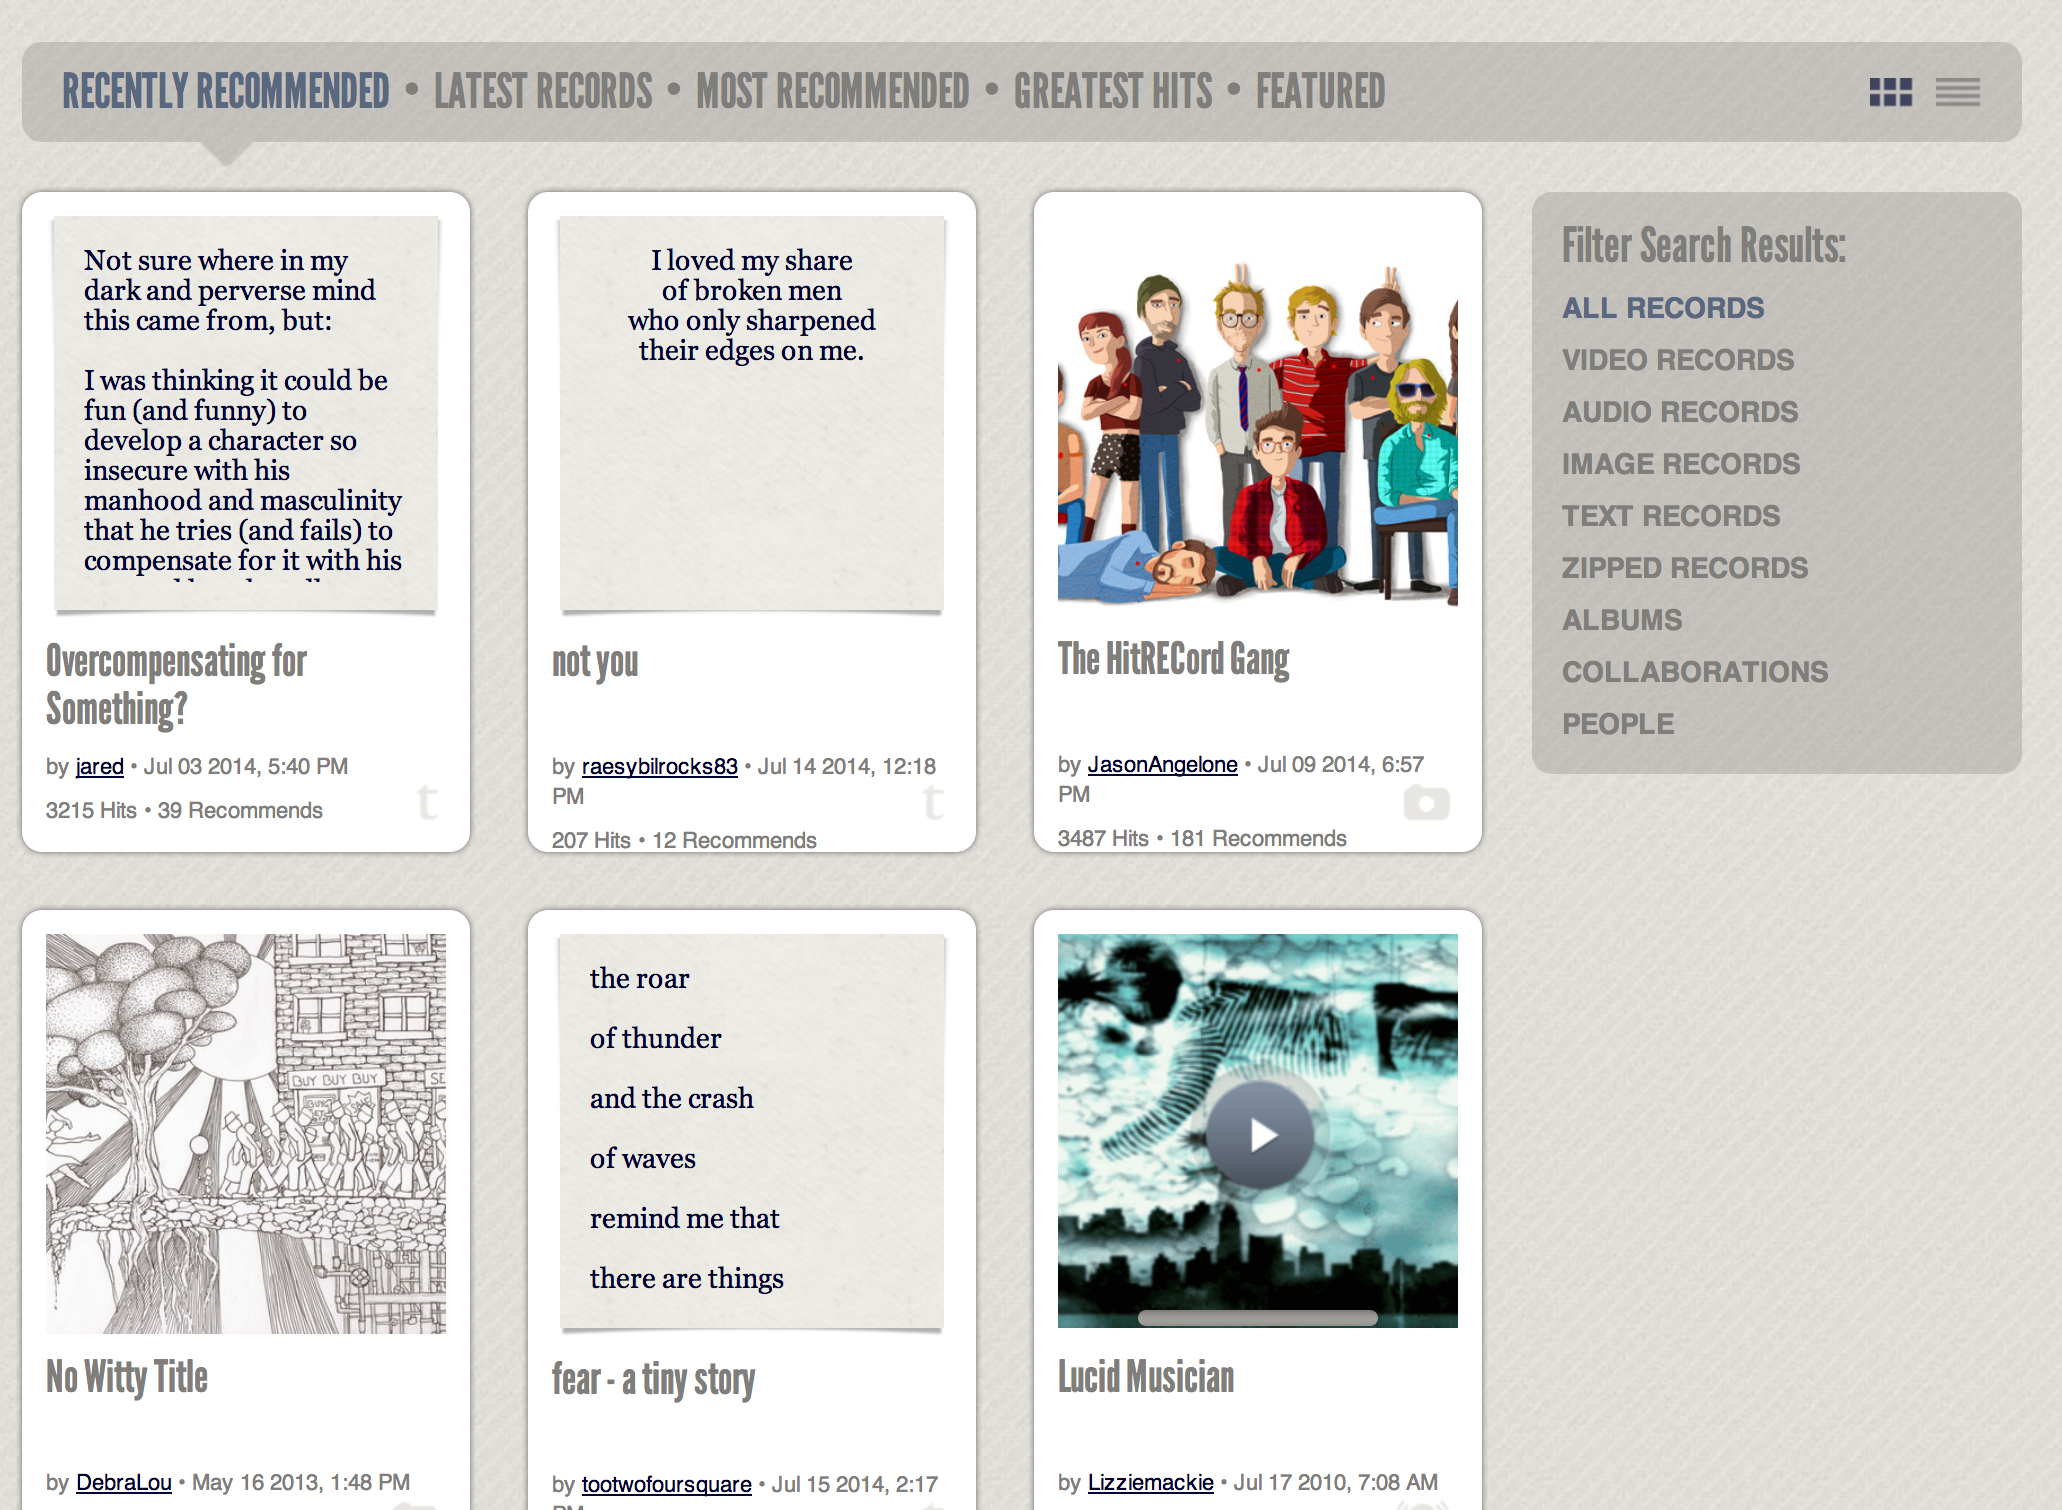 RECENTLY RECOMMENDED • LATEST RECORDS • MOST RECOMMENDED • GREATEST HITS • FEATURED
Not sure where in my
dark and perverse mind
this came from, but:
I was thinking it could be
fun (and funny) to
develop a character so
insecure with his
manhood and masculinity
that he tries (and fails) to
compensate for it with his
Overcompensating for
Something?
by jared • Jul 03 2014, 5:40 PM
3215 Hits • 39 Recommends
t
I loved my share
of broken men
who only sharpened
their edges on me.
not you
by raesybilrocks83 • Jul 14 2014, 12:18
PM
207 Hits • 12 Recommends
t
The HitRECord Gang
by JasonAngelone • Jul 09 2014, 6:57
PM
3487 Hits • 181 Recommends
Filter Search Results:
ALL RECORDS
VIDEO RECORDS
AUDIO RECORDS
IMAGE RECORDS
TEXT RECORDS
ZIPPED RECORDS
ALBUMS
COLLABORATIONS
PEOPLE
BUY BUY BUY
SE
BUY
No Witty Title
by DebraLou • May 16 2013, 1:48 PM
the roar
of thunder
and the crash
of waves
remind me that
there are things
fear - a tiny story
by tootwofoursquare • Jul 15 2014, 2:17
PM
Lucid Musician
by Lizziemackie • Jul 17 2010, 7:08 AM